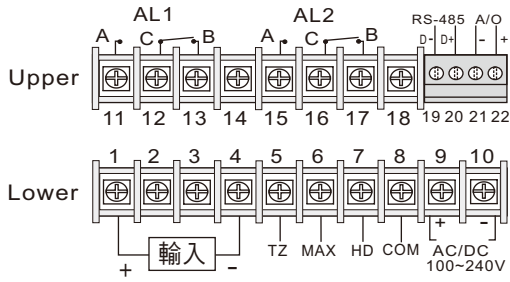 AL1 AL2 RS-485 A/O
A C B A C B D- D+ - +
Upper
11 12 13 14 15 16 17 18 19 20 21 22
1 2 3 4 5 6 7 8 9 10
Lower
+ -
+ 輸入 - TZ MAX HD COM AC/DC
100~240V